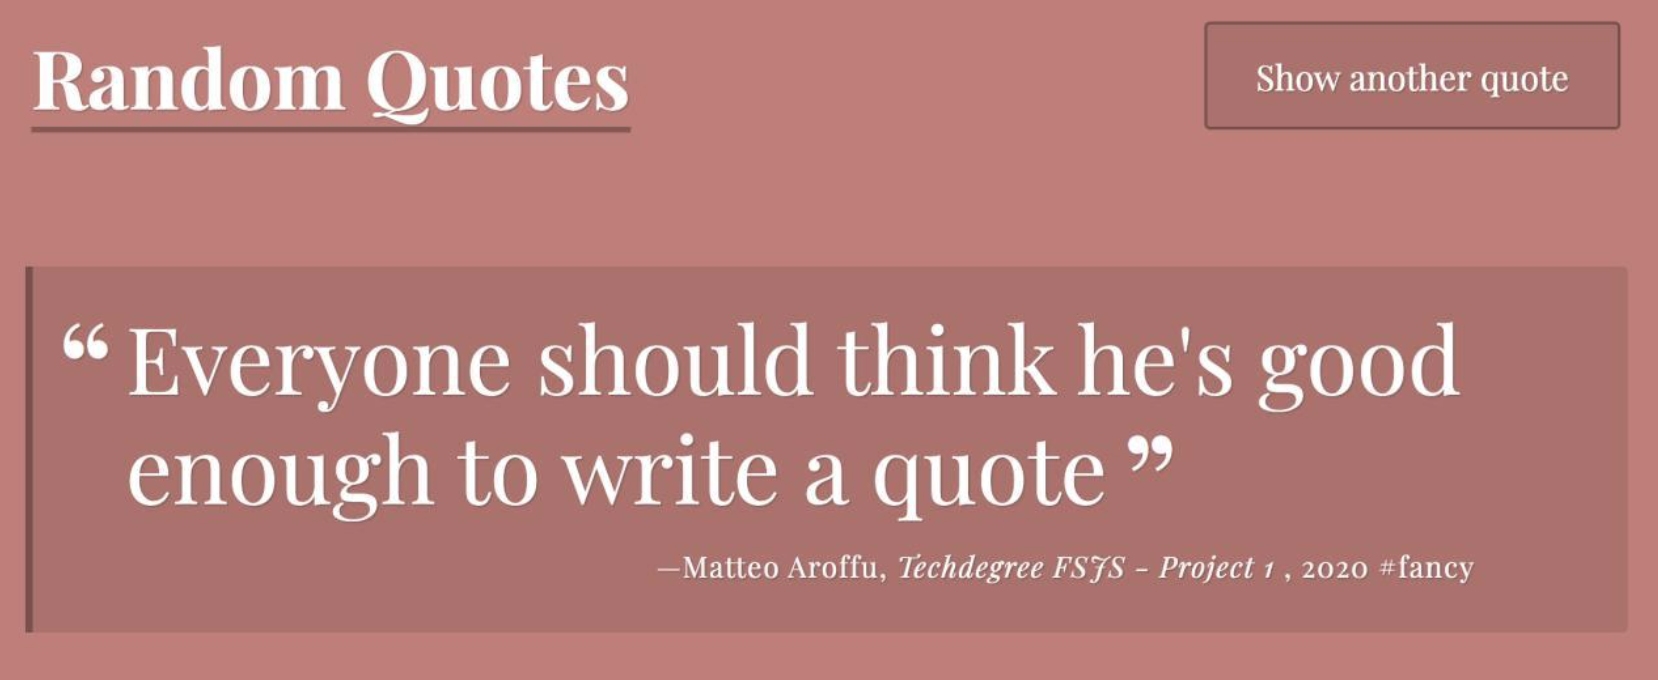 Random Quotes
Show another quote
“ Everyone should think he's good
enough to write a quote ”
—Matteo Aroffu, Techdegree FSJS - Project 1 , 2020 #fancy